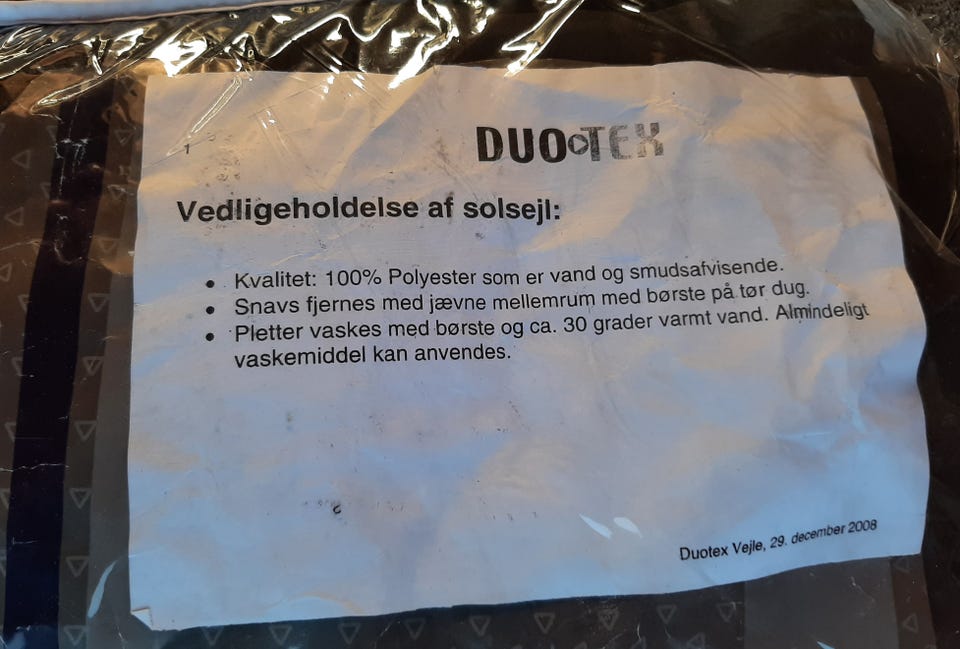 DUOTEX
Vedligeholdelse af solsejl:
• Kvalitet: 100% Polyester som er vand og smudsafvisende.
• Snavs fjernes med jævne mellemrum med børste på tør dug.
• Pletter vaskes med børste og ca. 30 grader varmt vand. Almindeligt
vaskemiddel kan anvendes.
Duotex Vejle, 29. december 2008